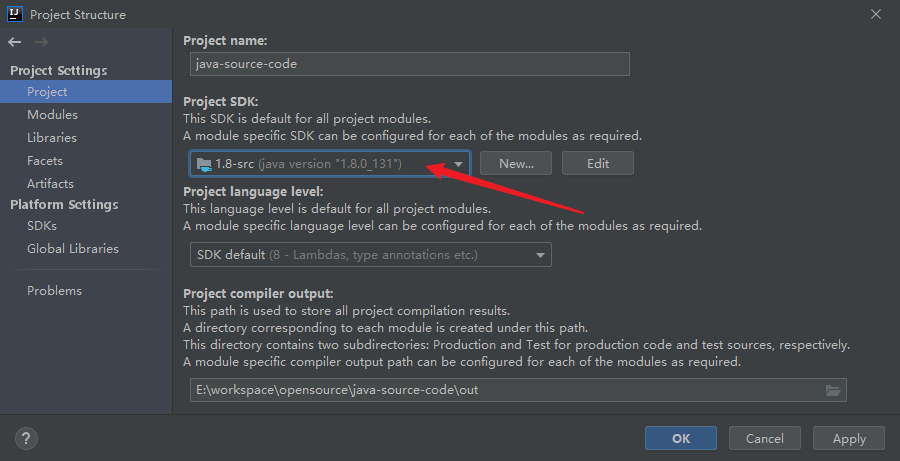 Project Structure
Project Settings
Project
Modules
Libraries
Facets
Artifacts
Platform Settings
SDKs
Global Libraries
Problems
Project name:
java-source-code
Project SDK:
This SDK is default for all project modules.
A module specific SDK can be configured for each of the modules as required.
1.8-src (java version "1.8.0_131")
New...
Edit
Project language level:
This language level is default for all project modules.
A module specific language level can be configured for each of the modules as required.
SDK default (8 - Lambdas, type annotations etc.)
Project compiler output:
This path is used to store all project compilation results.
A directory corresponding to each module is created under this path.
This directory contains two subdirectories: Production and Test for production code and test sources, respectively.
A module specific compiler output path can be configured for each of the modules as required.
E:\workspace\opensource\java-source-code\out
?
OK
Cancel
Apply